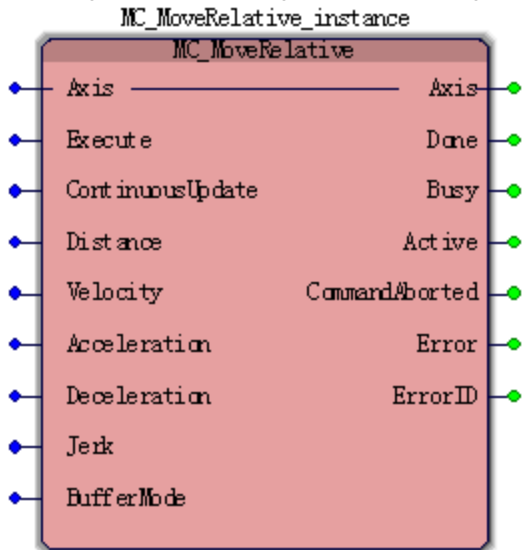 MC_MoveRelative_instance
MC_MoveRelative
Axis Axis
Execute Done
ContinuousUpdate Busy
Distance Active
Velocity CommandAborted
Acceleration Error
Deceleration ErrorID
Jerk
BufferMode